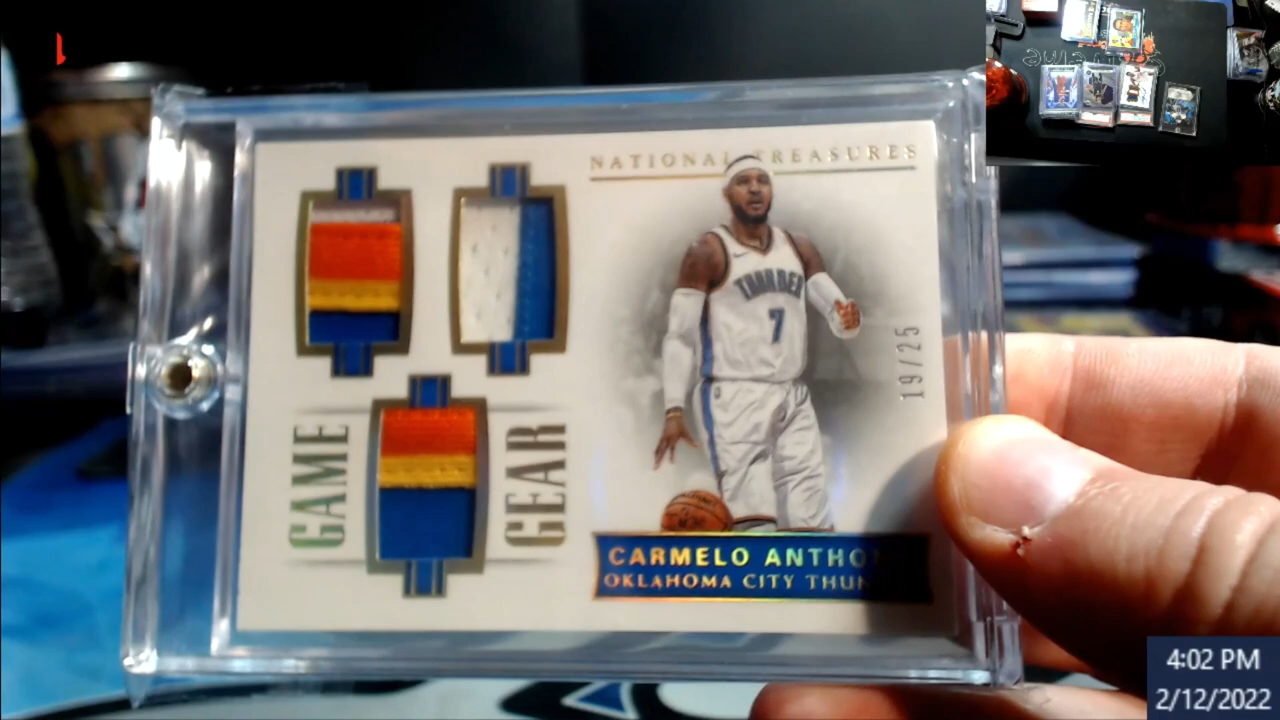 NATIONAL TREASURES
THUNDER
7
19/25
GAME
GEAR
CARMELO ANTHO
OKLAHOMA CITY THUN
4:02 PM
2/12/2022